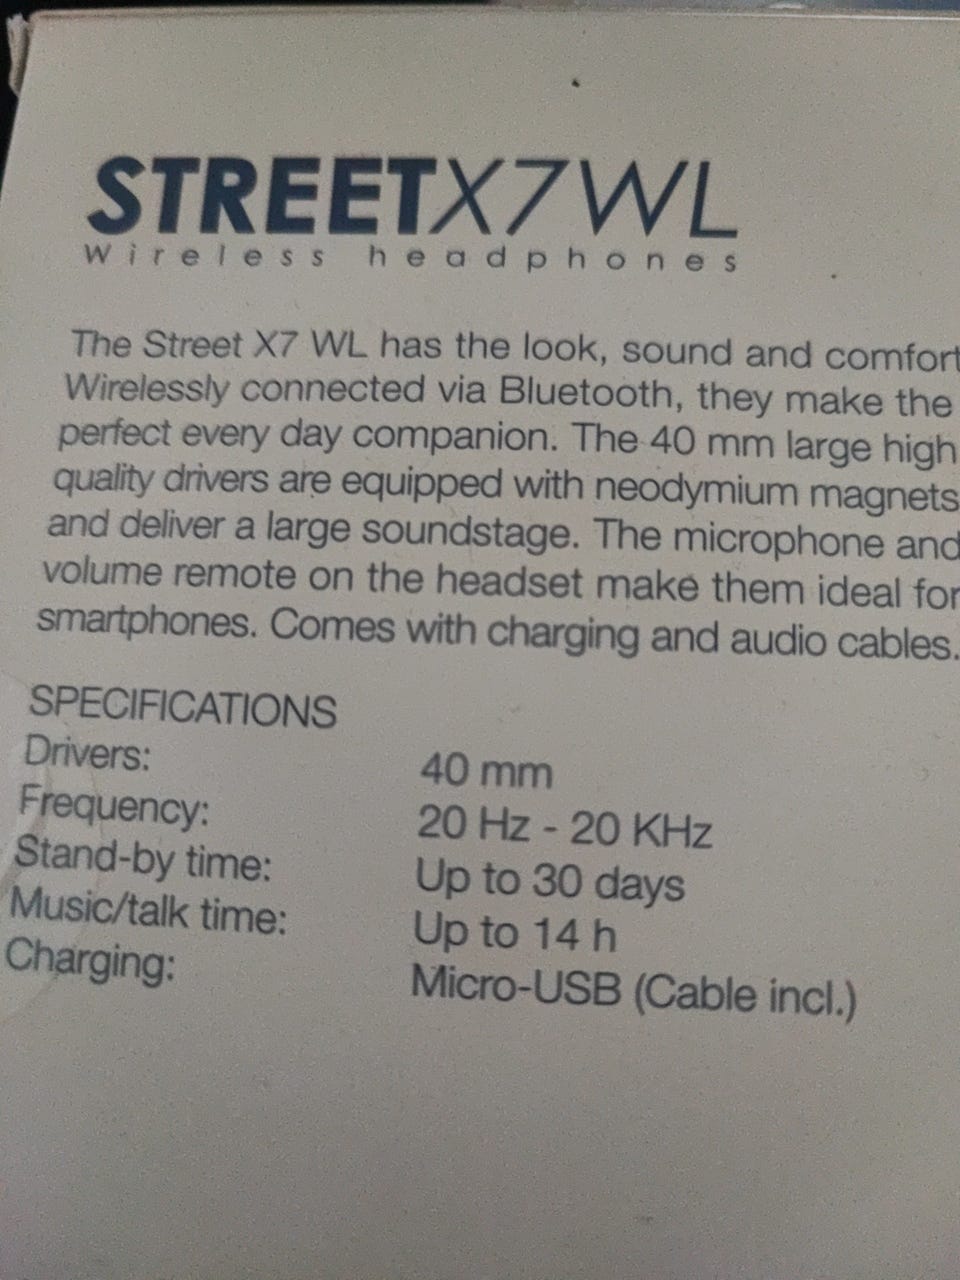 STREETX7WL
Wireless headphones
The Street X7 WL has the look, sound and comfort
Wirelessly connected via Bluetooth, they make the
perfect every day companion. The 40 mm large high
quality drivers are equipped with neodymium magnets
and deliver a large soundstage. The microphone and
volume remote on the headset make them ideal for
smartphones. Comes with charging and audio cables.
SPECIFICATIONS
Drivers: 40 mm
Frequency: 20 Hz - 20 KHz
Stand-by time: Up to 30 days
Music/talk time: Up to 14 h
Charging: Micro-USB (Cable incl.)